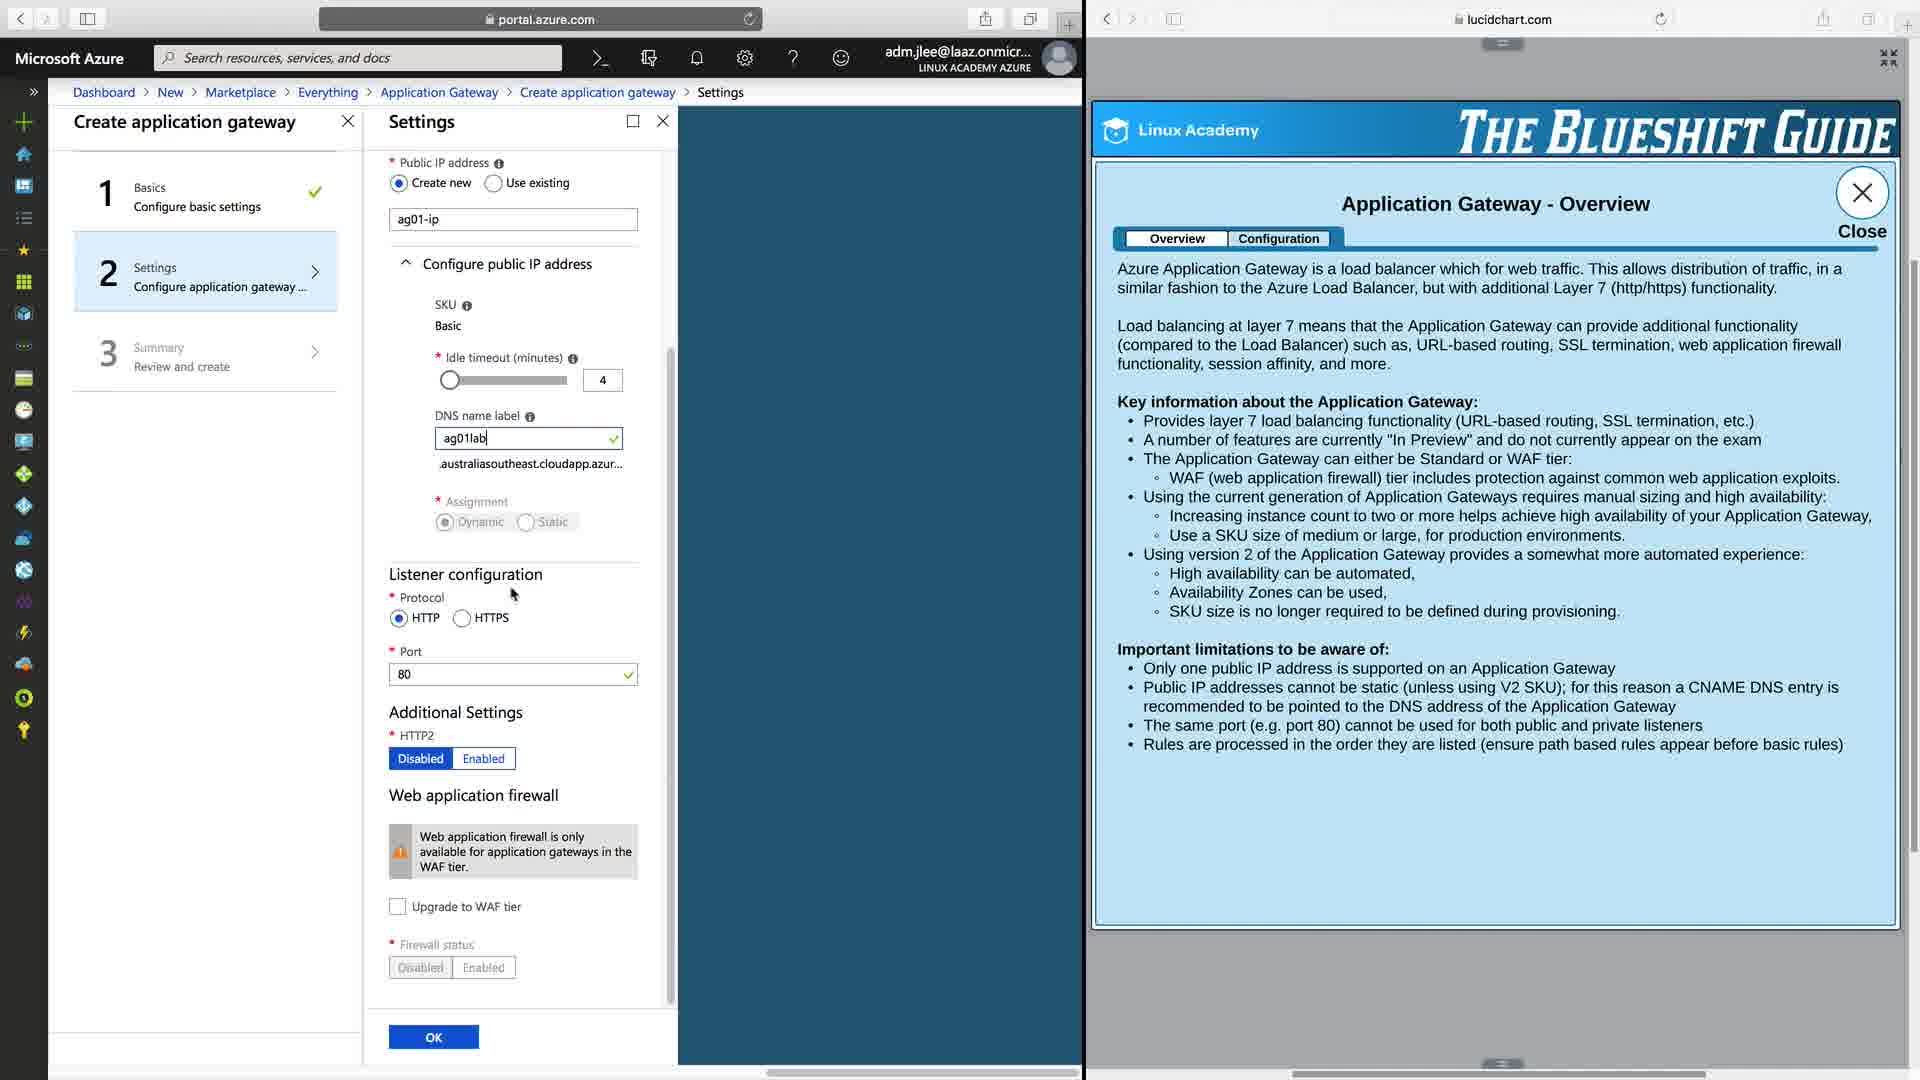 portal.azure.com
Microsoft Azure
Search resources, services, and docs
adm.jlee@laaz.onmicr...
LINUX ACADEMY AZURE
Dashboard > New > Marketplace > Everything > Application Gateway > Create application gateway > Settings
Create application gateway
1
Basics
Configure basic settings
2
Settings
Configure application gateway ...
3
Summary
Review and create
Settings
* Public IP address
Create new
Use existing
ag01-ip
Configure public IP address
SKU
Basic
* Idle timeout (minutes)
4
DNS name label
ag01lab
.australiasoutheast.cloudapp.azur...
* Assignment
Dynamic
Static
Listener configuration
* Protocol
HTTP
HTTPS
* Port
80
Additional Settings
* HTTP2
Disabled
Enabled
Web application firewall
Web application firewall is only
available for application gateways in the
WAF tier.
Upgrade to WAF tier
* Firewall status
Disabled
Enabled
OK
lucidchart.com
Linux Academy
THE BLUESHIFT GUIDE
Application Gateway - Overview
Close
Overview
Configuration
Azure Application Gateway is a load balancer which for web traffic. This allows distribution of traffic, in a
similar fashion to the Azure Load Balancer, but with additional Layer 7 (http/https) functionality.
Load balancing at layer 7 means that the Application Gateway can provide additional functionality
(compared to the Load Balancer) such as, URL-based routing, SSL termination, web application firewall
functionality, session affinity, and more.
Key information about the Application Gateway:
• Provides layer 7 load balancing functionality (URL-based routing, SSL termination, etc.)
• A number of features are currently "In Preview" and do not currently appear on the exam
• The Application Gateway can either be Standard or WAF tier:
◦ WAF (web application firewall) tier includes protection against common web application exploits.
• Using the current generation of Application Gateways requires manual sizing and high availability:
◦ Increasing instance count to two or more helps achieve high availability of your Application Gateway,
◦ Use a SKU size of medium or large, for production environments.
• Using version 2 of the Application Gateway provides a somewhat more automated experience:
◦ High availability can be automated,
◦ Availability Zones can be used,
◦ SKU size is no longer required to be defined during provisioning.
Important limitations to be aware of:
• Only one public IP address is supported on an Application Gateway
• Public IP addresses cannot be static (unless using V2 SKU); for this reason a CNAME DNS entry is
recommended to be pointed to the DNS address of the Application Gateway
• The same port (e.g. port 80) cannot be used for both public and private listeners
• Rules are processed in the order they are listed (ensure path based rules appear before basic rules)